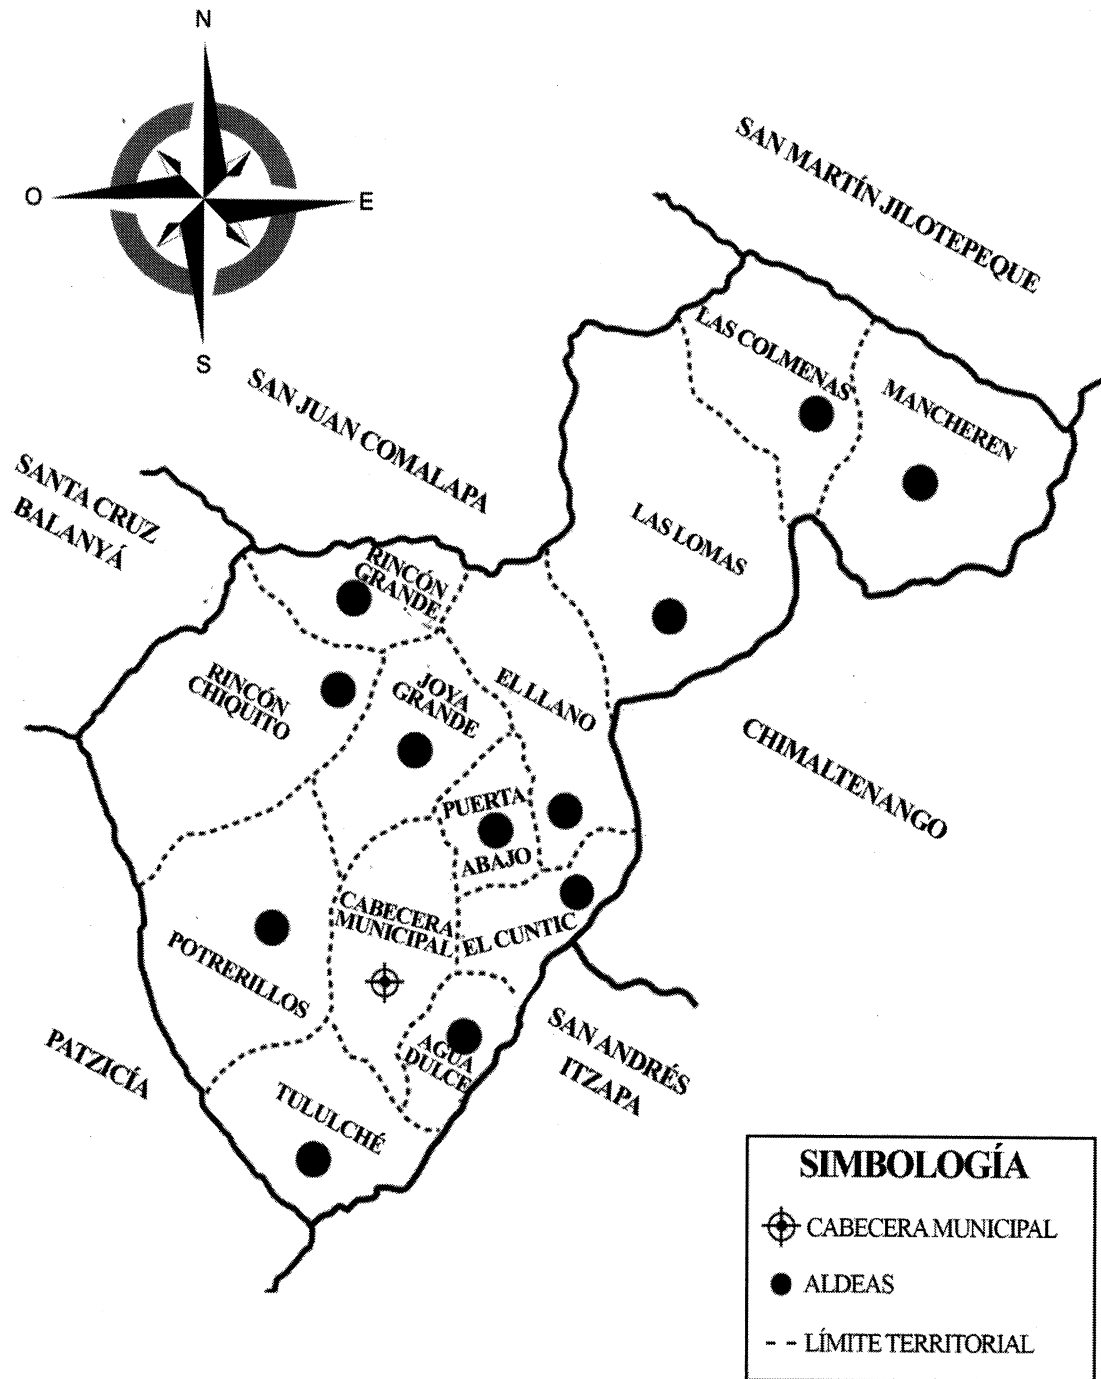 N
O
E
S
SAN MARTÍN JILOTEPEQUE
LAS COLMENAS
MANCHEREN
SAN JUAN COMALAPA
SANTA CRUZ
BALANYÁ
LAS LOMAS
RINCÓN
GRANDE
RINCÓN
CHIQUITO
JOYA
GRANDE
EL LLANO
CHIMALTENANGO
PUERTA
ABAJO
CABECERA
MUNICIPAL
EL CUNTIC
POTRERILLOS
AGUA
DULCE
SAN ANDRÉS
ITZAPA
PATZICÍA
TULULCHÉ
SIMBOLOGÍA
CABECERA MUNICIPAL
ALDEAS
LÍMITE TERRITORIAL